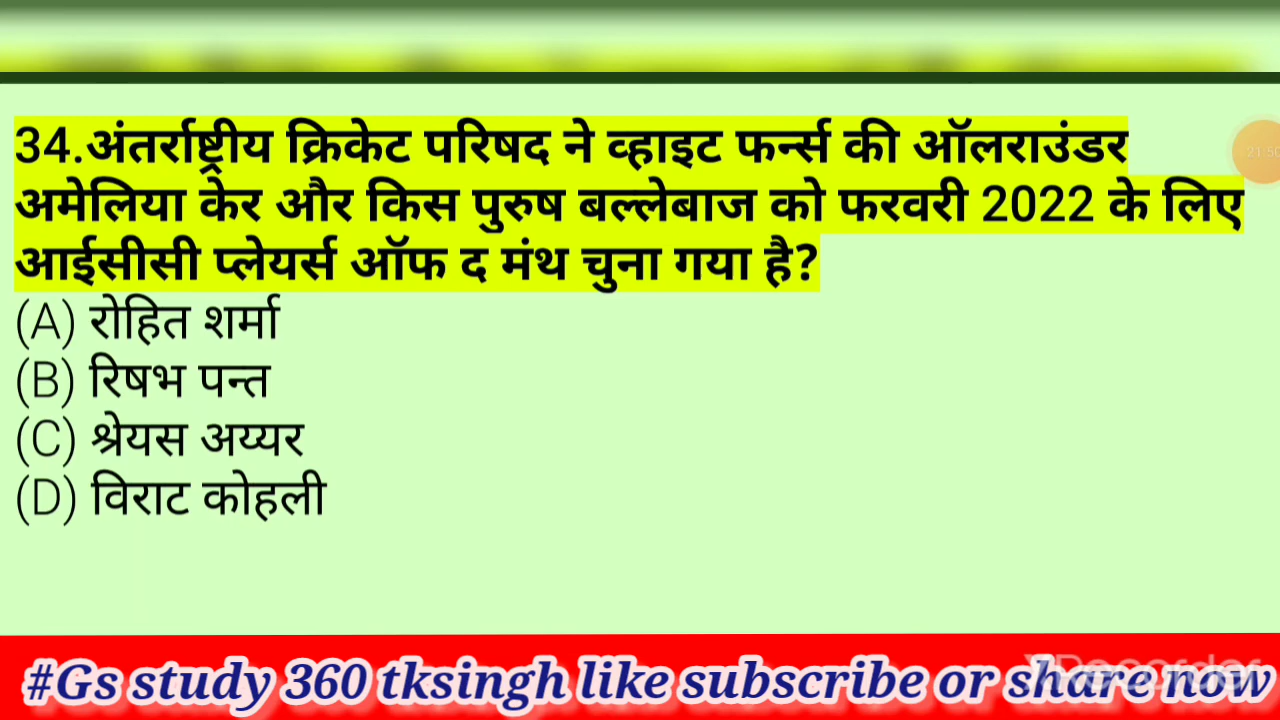 34.अंतर्राष्ट्रीय क्रिकेट परिषद ने व्हाइट फर्न्स की ऑलराउंडर
अमेलिया केर और किस पुरुष बल्लेबाज को फरवरी 2022 के लिए
आईसीसी प्लेयर्स ऑफ द मंथ चुना गया है?
(A) रोहित शर्मा
(B) रिषभ पन्त
(C) श्रेयस अय्यर
(D) विराट कोहली
#Gs study 360 tksingh like subscribe or share now